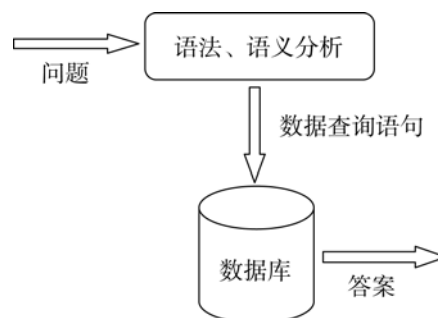 语法、语义分析
问题
数据查询语句
数据库
答案